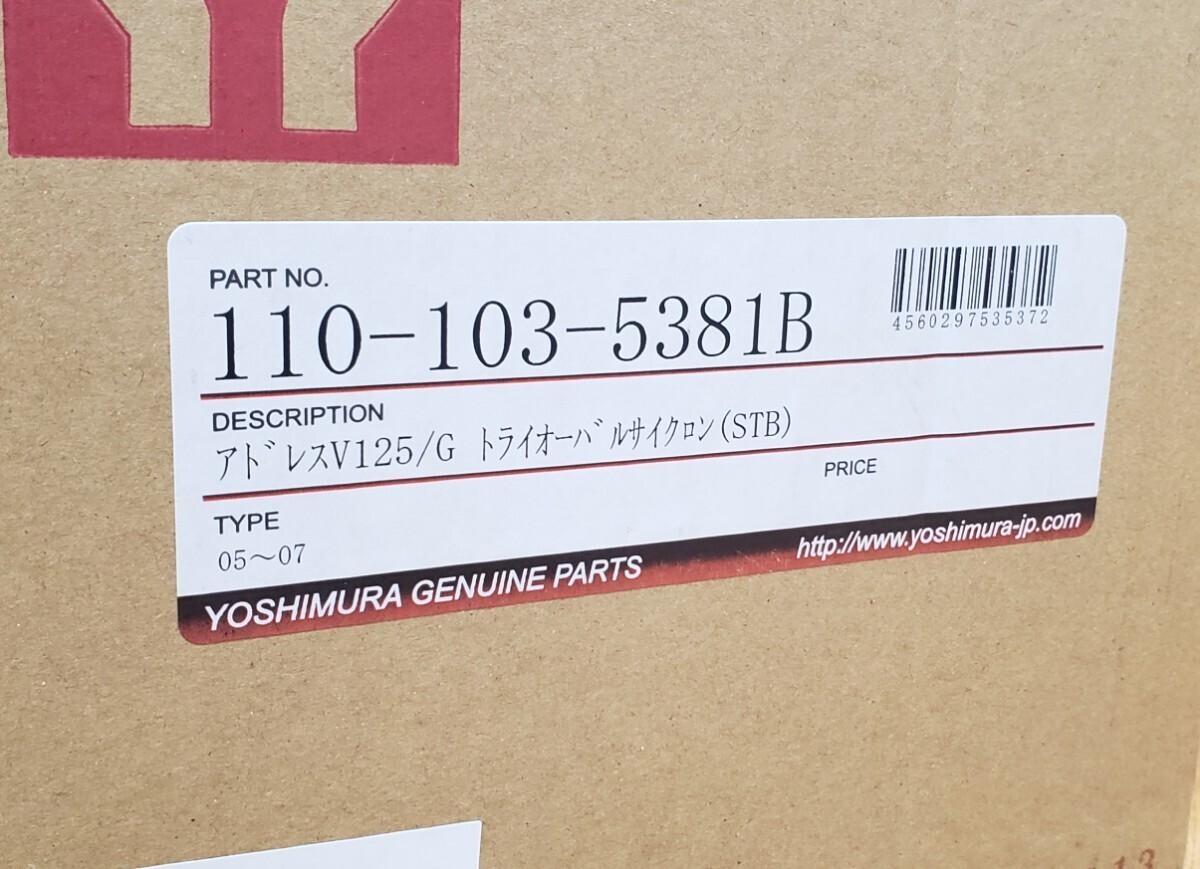 PART NO.
110-103-5381B
4560297535372
DESCRIPTION
アドレスV125/G トライオーバルサイクロン(STB)
PRICE
TYPE
05～07
YOSHIMURA GENUINE PARTS
http://www.yoshimura-jp.com
13